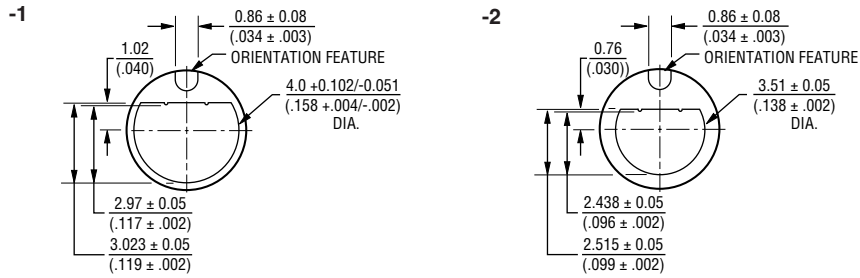 -1
0.86 ± 0.08
(.034 ± .003)
1.02
(.040)
ORIENTATION FEATURE
4.0 +0.102/-0.051
(.158 +.004/-.002)
DIA.
2.97 ± 0.05
(.117 ± .002)
3.023 ± 0.05
(.119 ± .002)
-2
0.86 ± 0.08
(.034 ± .003)
0.76
(.030))
ORIENTATION FEATURE
3.51 ± 0.05
(.138 ± .002)
DIA.
2.438 ± 0.05
(.096 ± .002)
2.515 ± 0.05
(.099 ± .002)